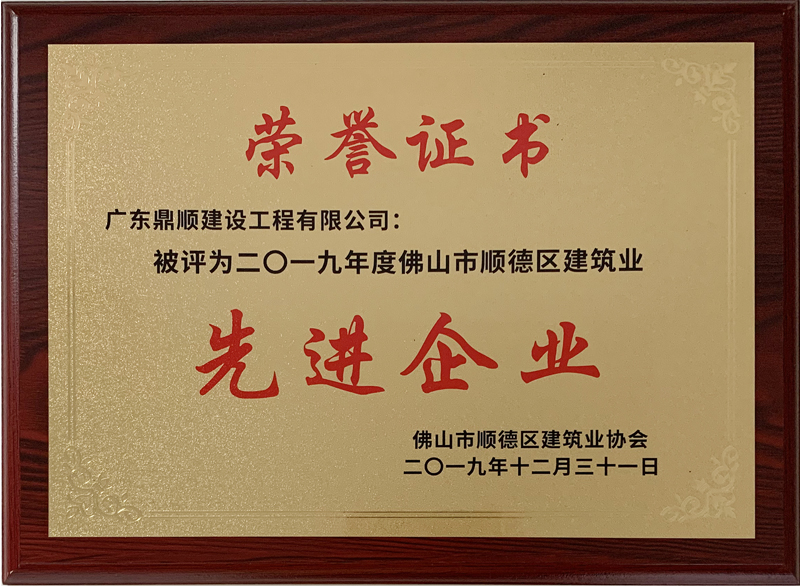 荣誉证书
广东鼎顺建设工程有限公司：
被评为二〇一九年度佛山市顺德区建筑业
先进企业
佛山市顺德区建筑业协会
二〇一九年十二月三十一日